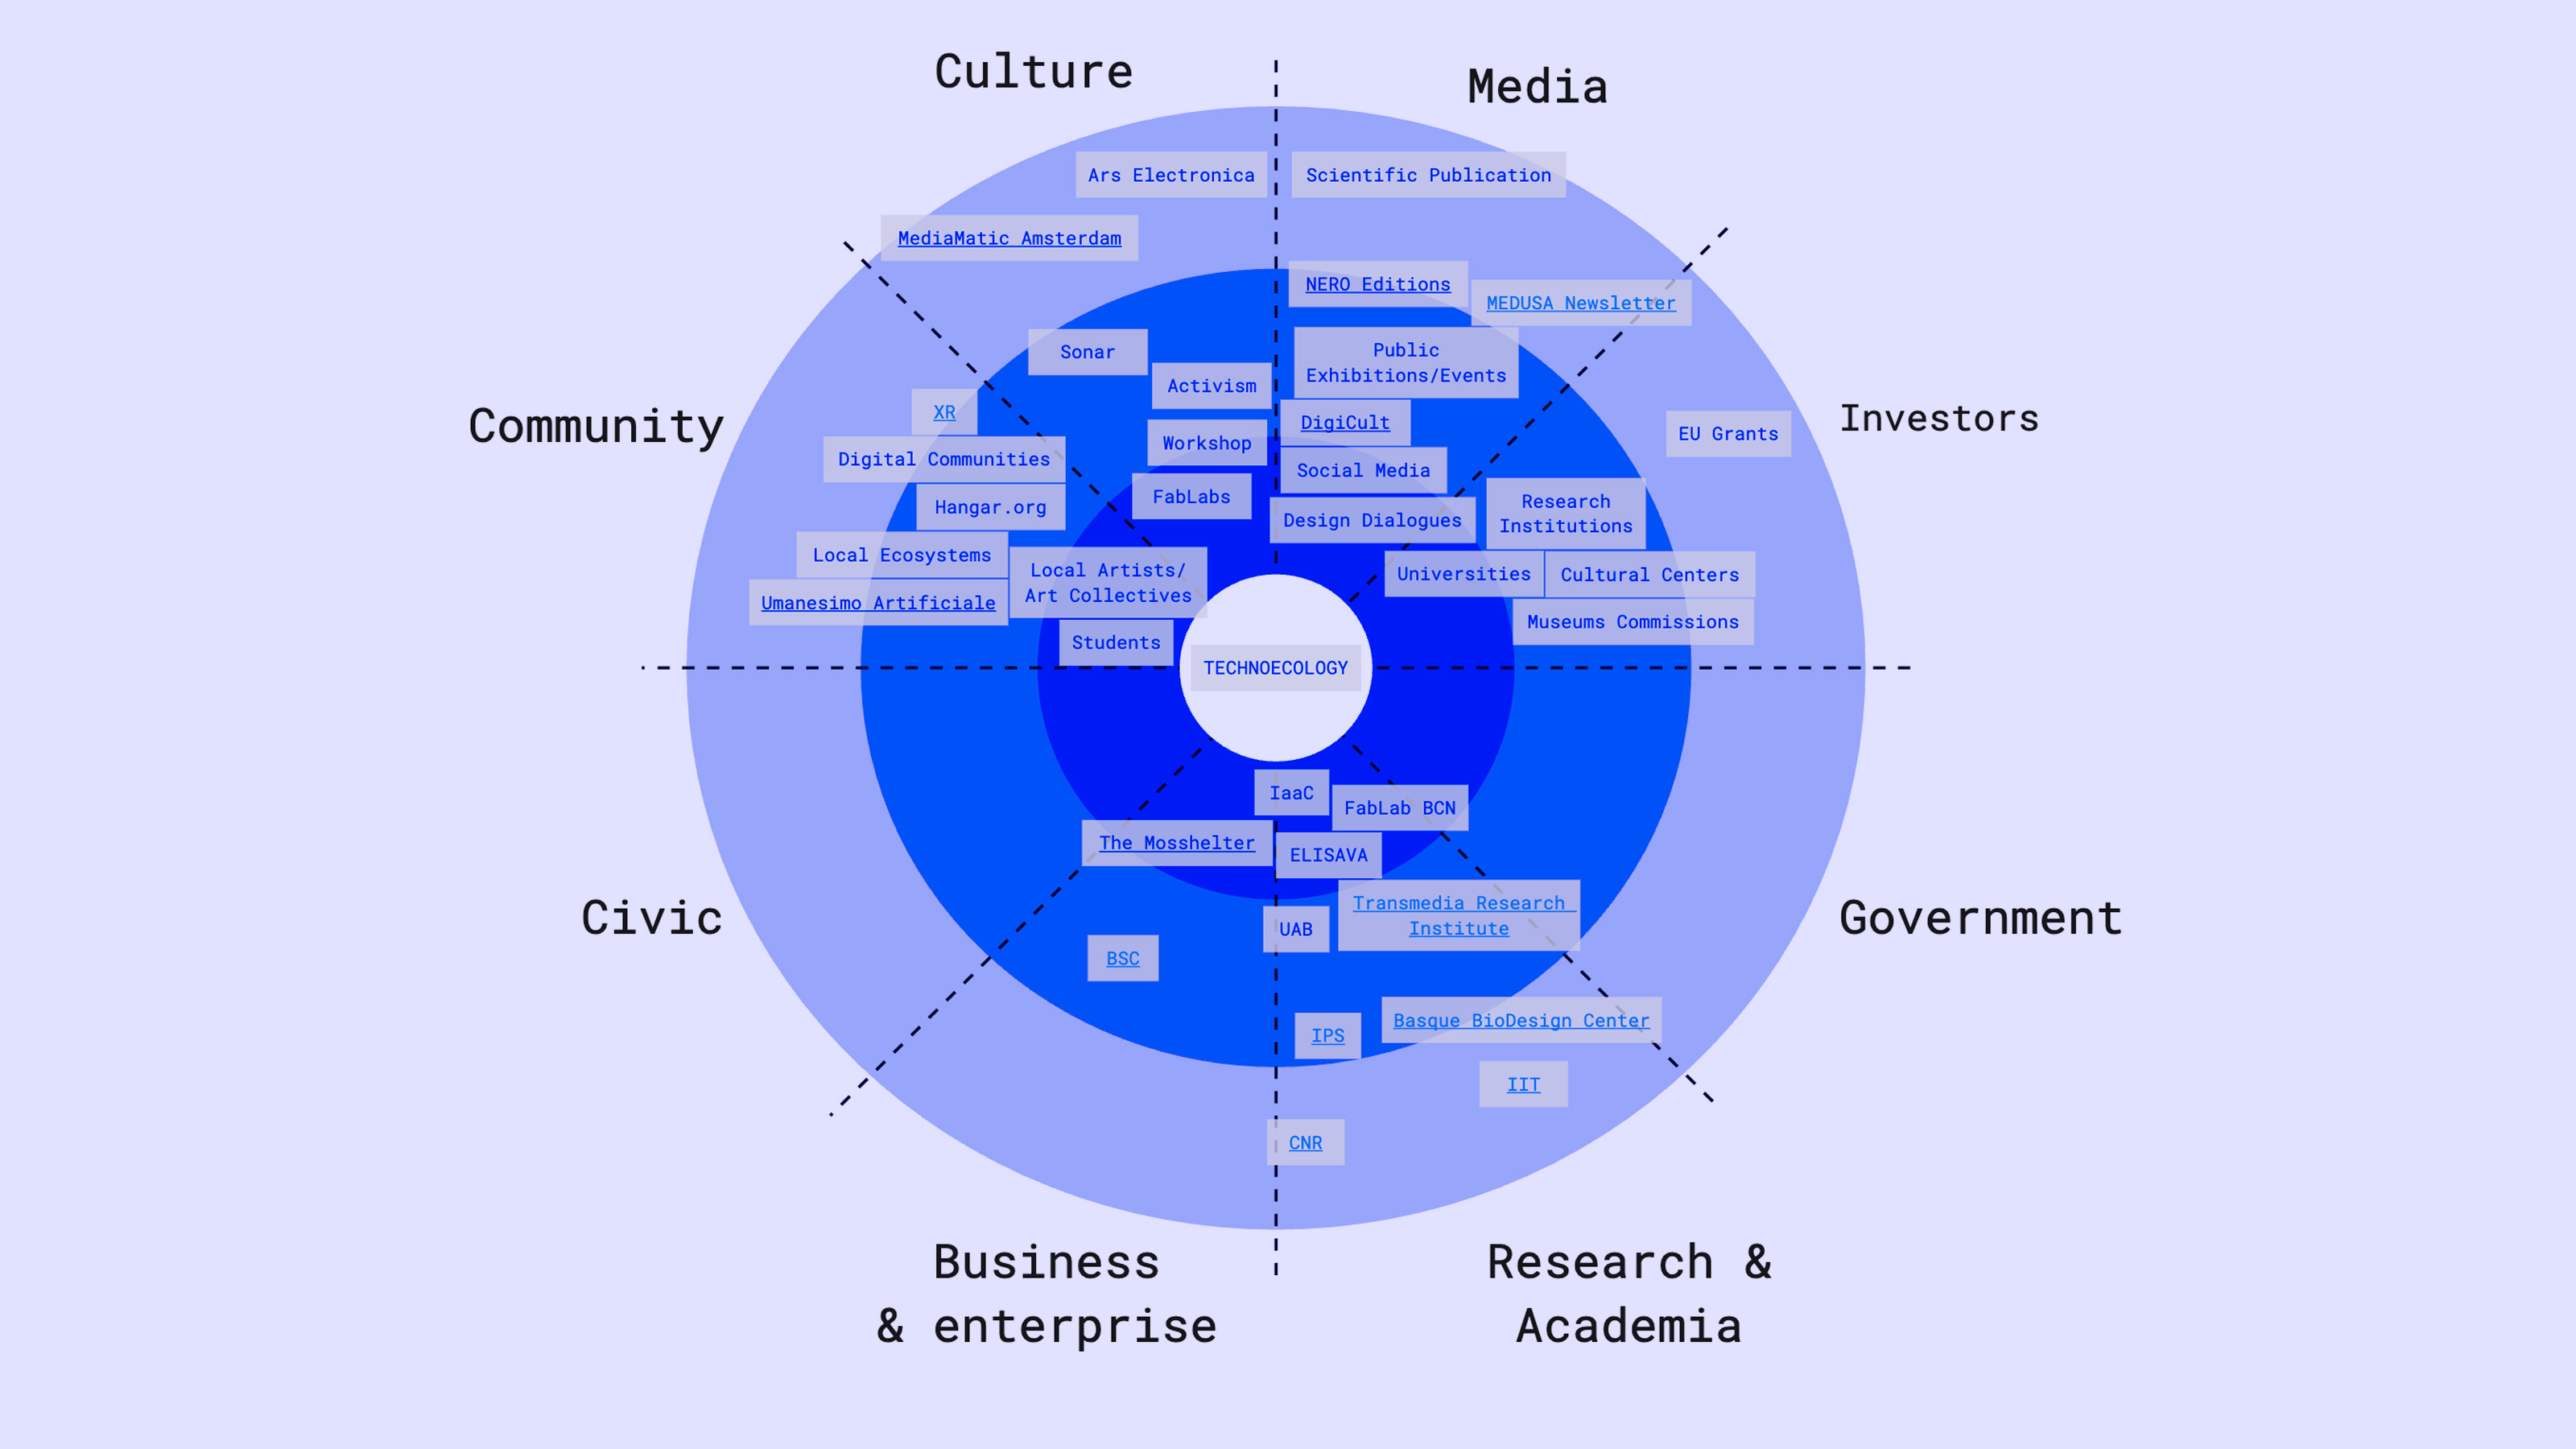 Culture
Media
Ars Electronica
Scientific Publication
MediaMatic Amsterdam
NERO Editions
MEDUSA Newsletter
Sonar
Public
Exhibitions/Events
Activism
XR
DigiCult
Community
Investors
EU Grants
Workshop
Digital Communities
Social Media
FabLabs
Hangar.org
Design Dialogues
Research
Institutions
Local Ecosystems
Local Artists/
Art Collectives
Universities
Cultural Centers
Umanesimo Artificiale
Museums Commissions
Students
TECHNOECOLOGY
IaaC
FabLab BCN
The Mosshelter
ELISAVA
Civic
Government
Transmedia Research
Institute
UAB
BSC
Basque BioDesign Center
IPS
IIT
CNR
Business
& enterprise
Research &
Academia